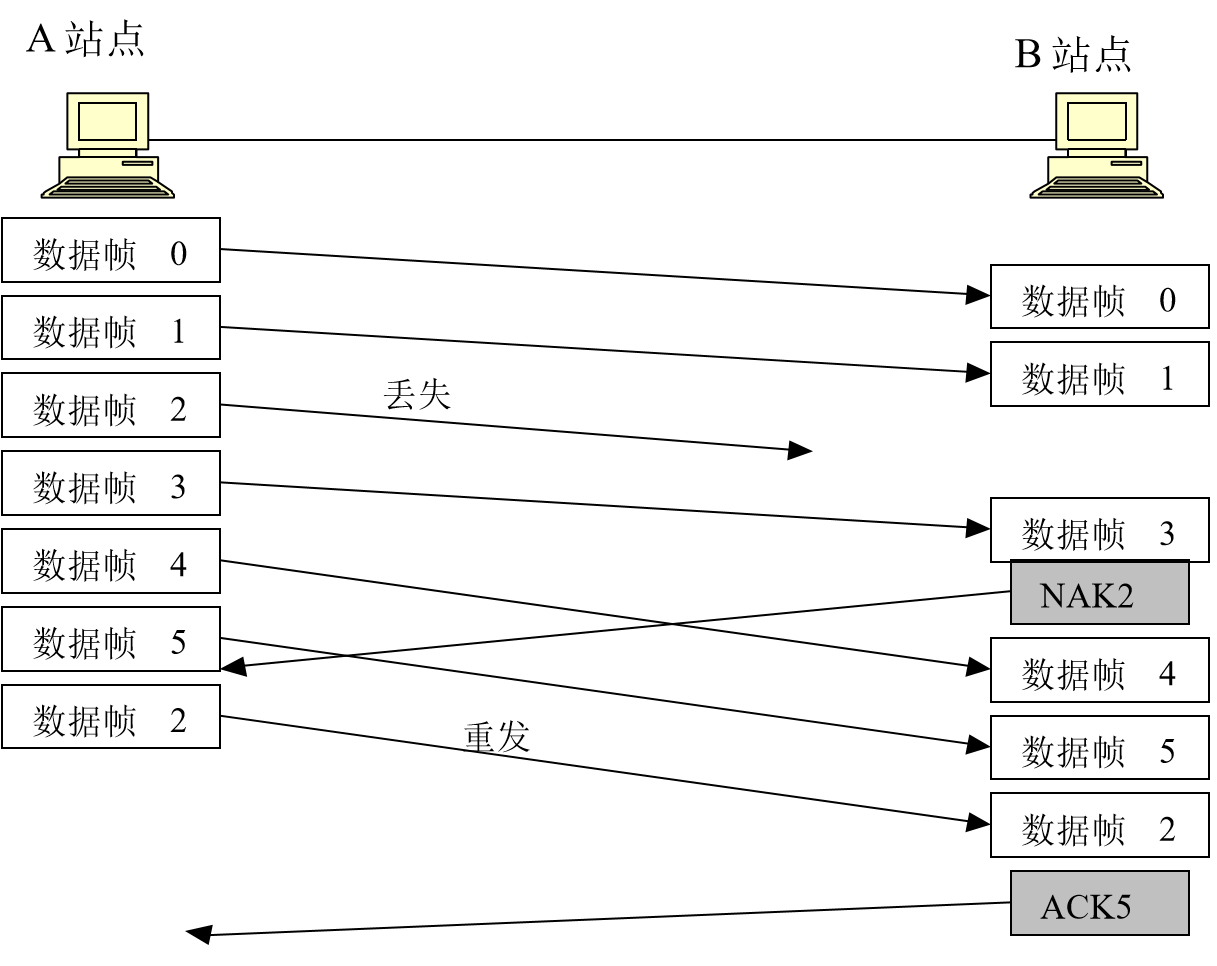 A 站点
B 站点
数据帧 0
数据帧 0
数据帧 1
数据帧 1
丢失
数据帧 2
数据帧 3
数据帧 3
数据帧 4
NAK2
数据帧 5
数据帧 4
数据帧 2
重发
数据帧 5
数据帧 2
ACK5